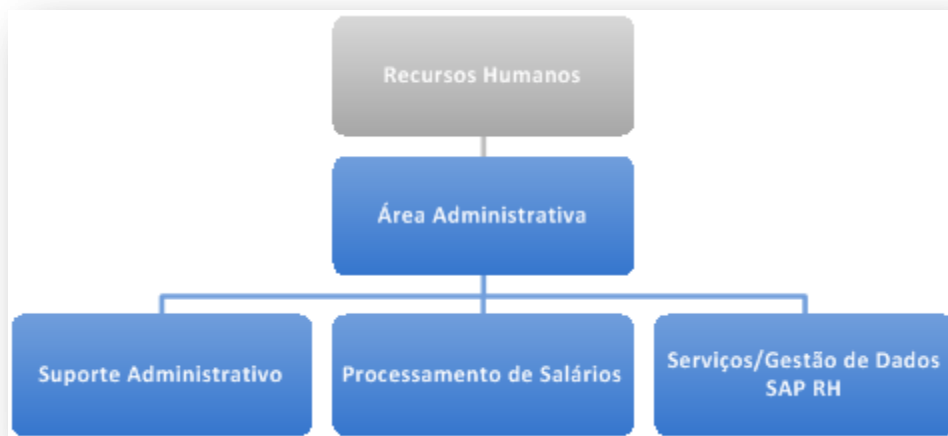 Recursos Humanos
Área Administrativa
Suporte Administrativo
Processamento de Salários
Serviços/Gestão de Dados
SAP RH